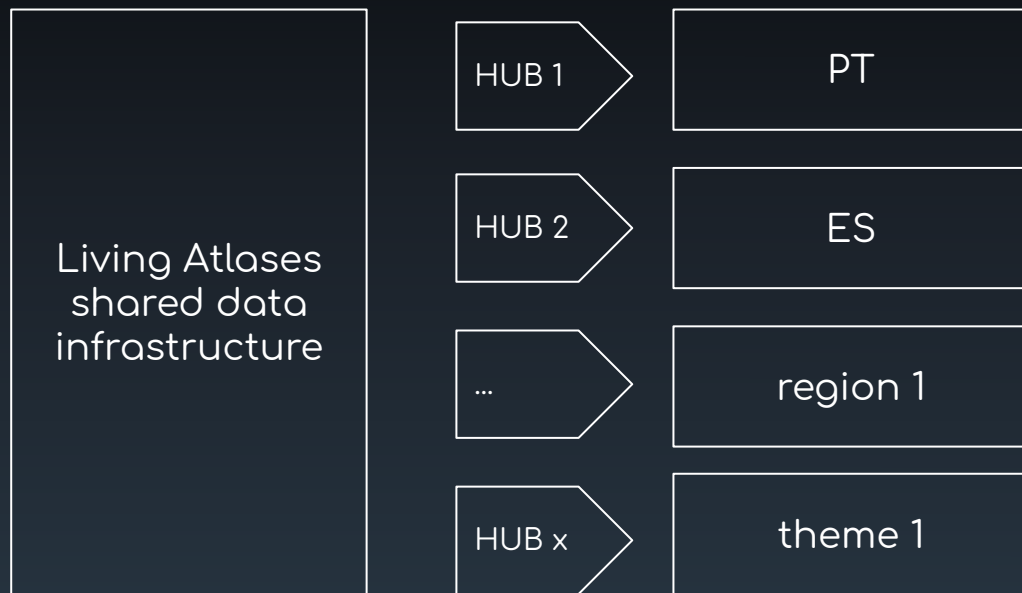 Living Atlases
shared data
infrastructure
HUB 1
PT
HUB 2
ES
...
region 1
HUB x
theme 1